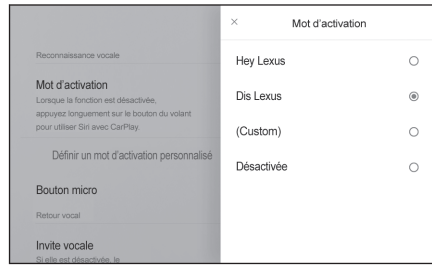 Reconnaissance vocale
Mot d'activation
Lorsque la fonction est désactivée,
appuyez longuement sur le bouton du volant
pour utiliser Siri avec CarPlay.
Définir un mot d'activation personnalisé
Bouton micro
Retour vocal
Invite vocale
Si elle est désactivée, le
Mot d'activation
Hey Lexus
Dis Lexus
(Custom)
Désactivée